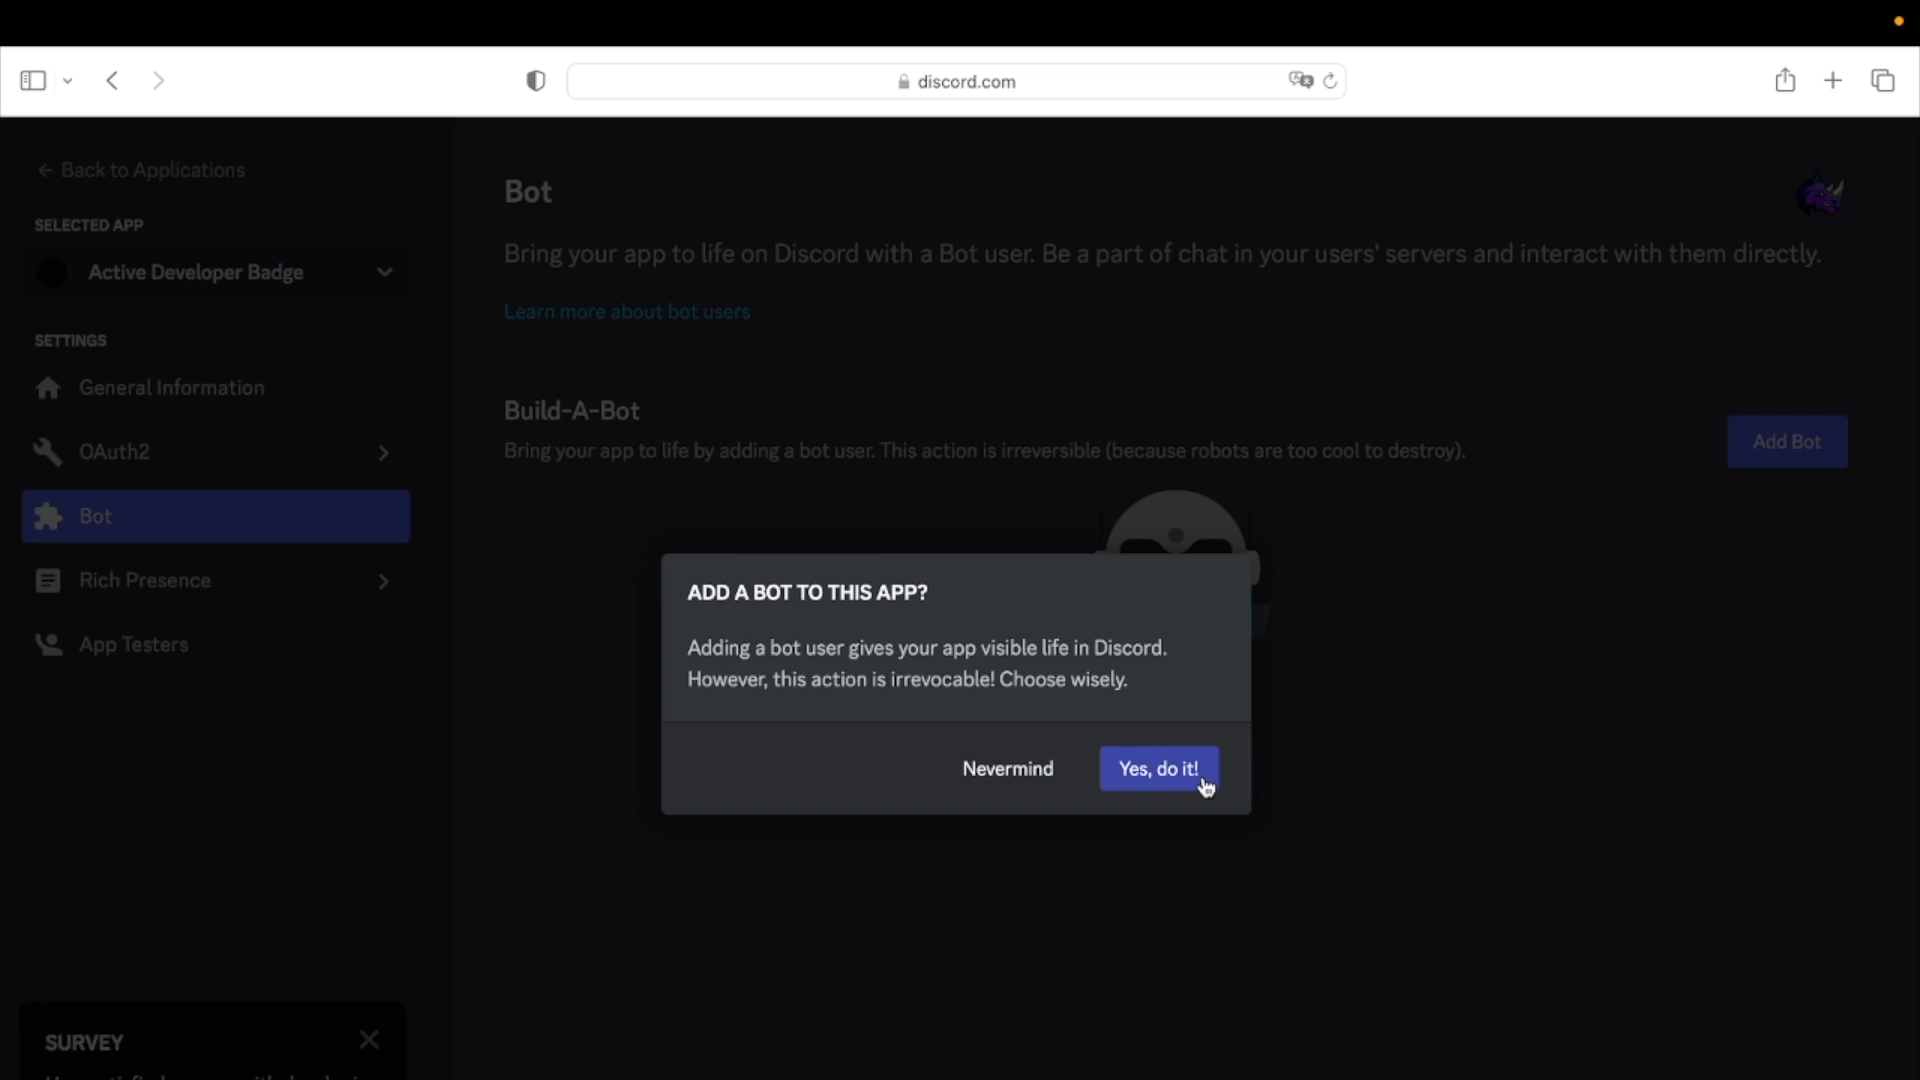 discord.com
Back to Applications
SELECTED APP
Active Developer Badge
SETTINGS
General Information
OAuth2
Bot
Rich Presence
App Testers
SURVEY
Bot
Bring your app to life on Discord with a Bot user. Be a part of chat in your users' servers and interact with them directly.
Learn more about bot users
Build-A-Bot
Bring your app to life by adding a bot user. This action is irreversible (because robots are too cool to destroy).
Add Bot
ADD A BOT TO THIS APP?
Adding a bot user gives your app visible life in Discord.
However, this action is irrevocable! Choose wisely.
Nevermind
Yes, do it!